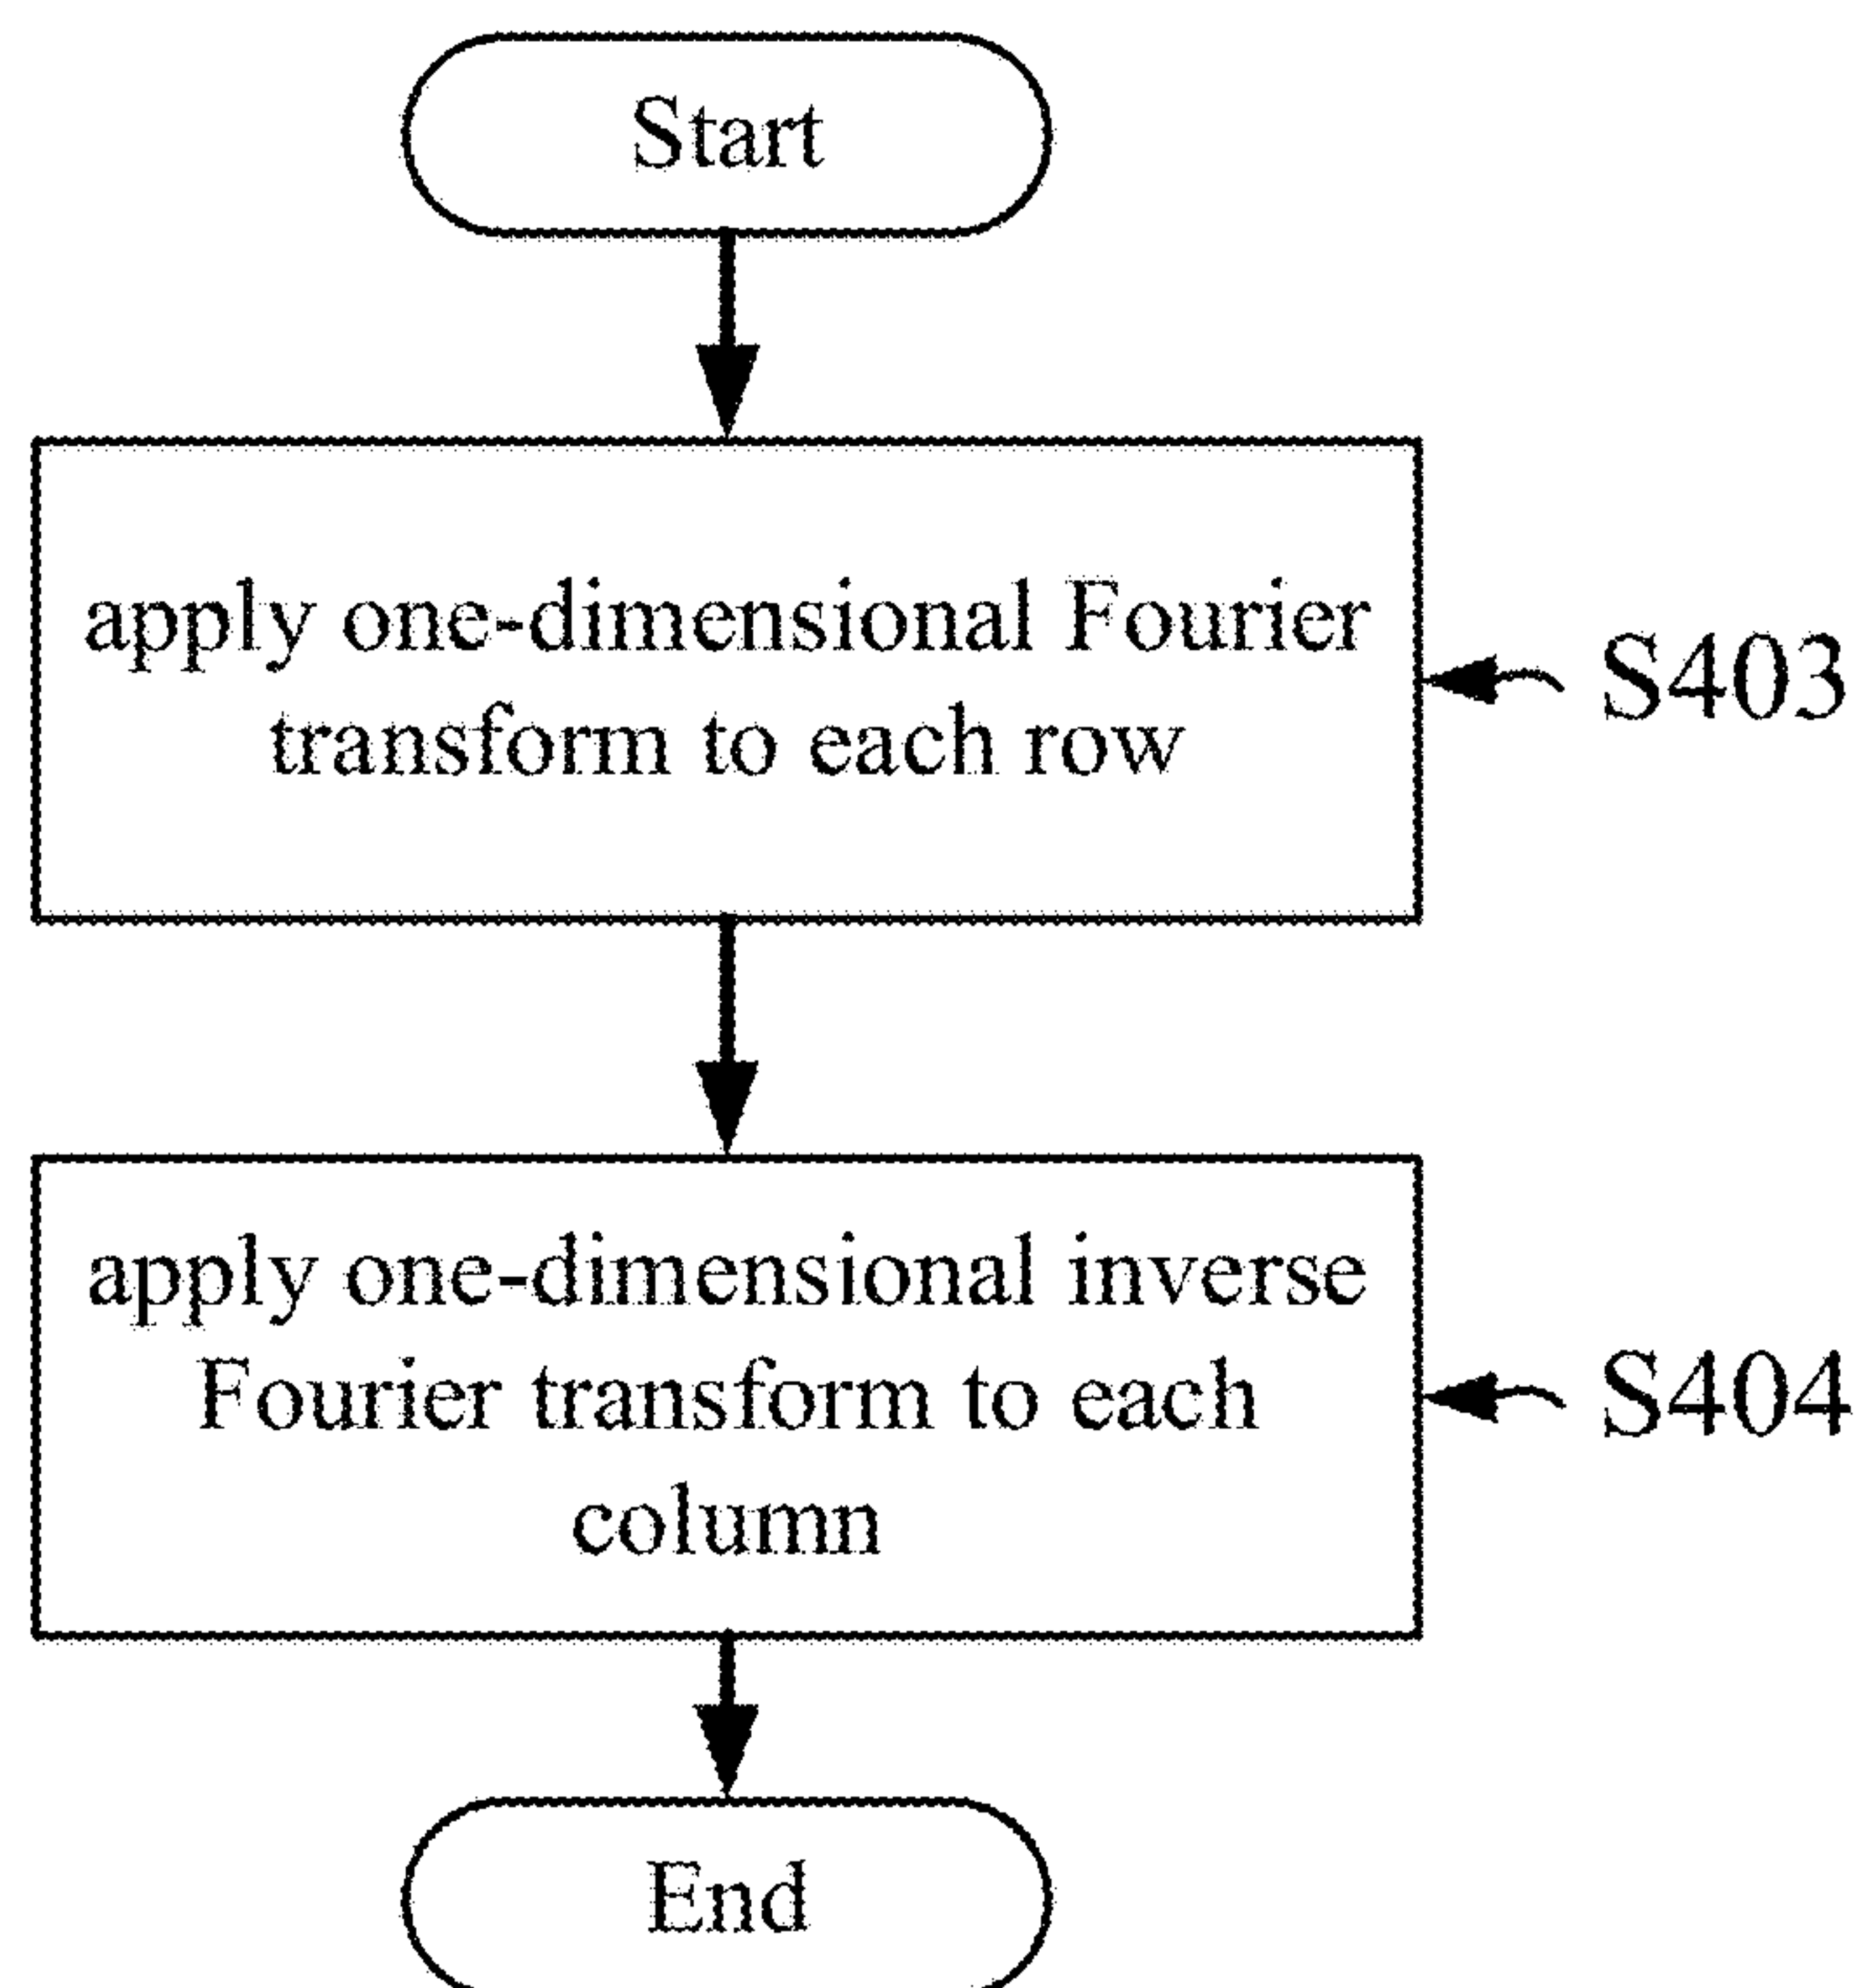 Start
apply one-dimensional Fourier
transform to each row
S403
apply one-dimensional inverse
Fourier transform to each
column
S404
End